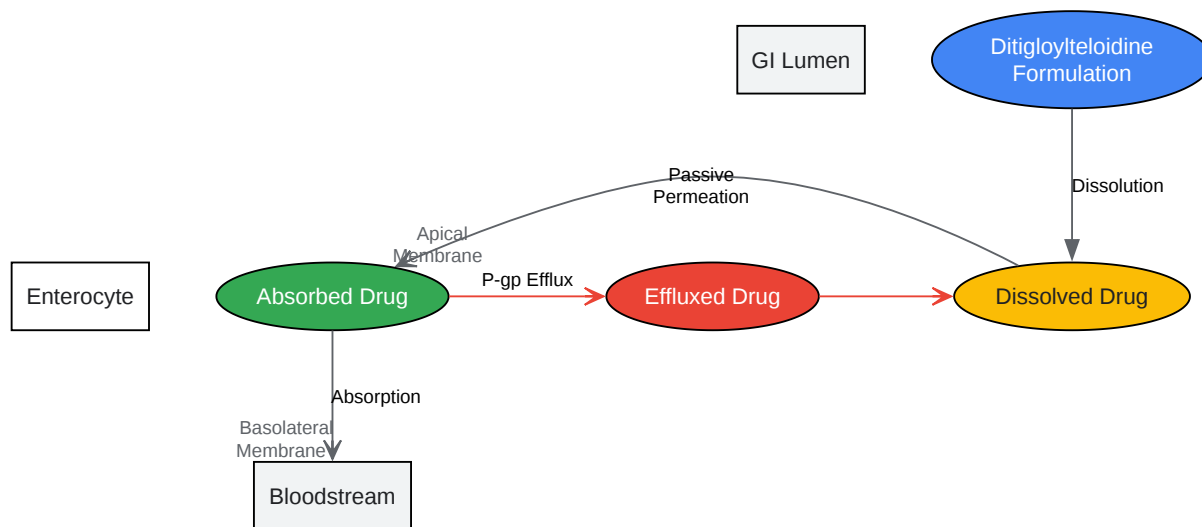 GI Lumen
Ditigloylteloidine
Formulation
Passive
Permeation
Dissolution
Apical
Membrane
Enterocyte
Absorbed Drug
P-gp Efflux
Effluxed Drug
Dissolved Drug
Absorption
Basolateral
Membrane
Bloodstream